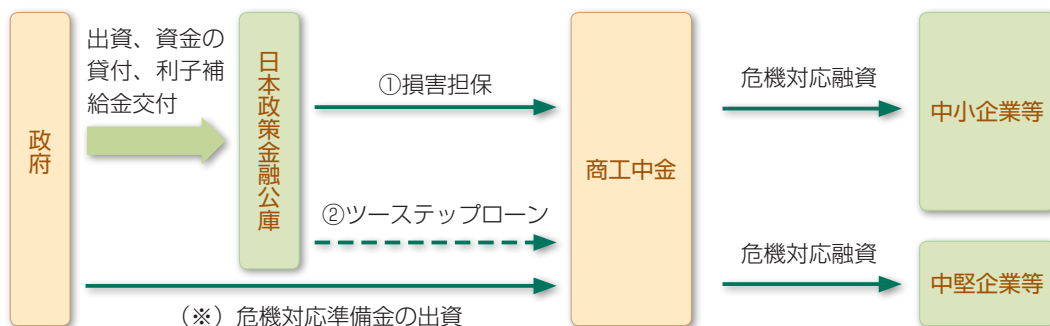 政府
出資、資金の
貸付、利子補
給金交付
日本政策金融公庫
①損害担保
②ツーステップローン
(※)危機対応準備金の出資
商工中金
危機対応融資
中小企業等
危機対応融資
中堅企業等